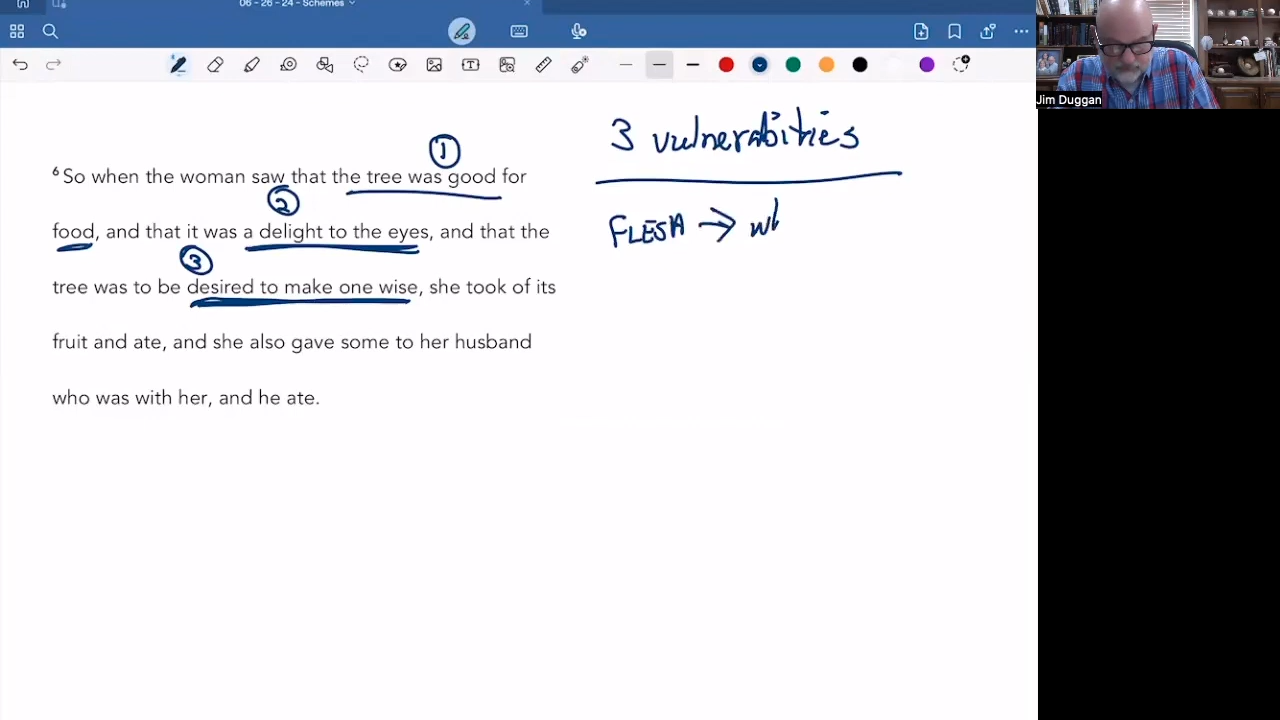 06 - 26 - 24 - Schemes
Jim Duggan
3 vulnerabities
①
⁶ So when the woman saw that the tree was good for
②
food, and that it was a delight to the eyes, and that the
③
tree was to be desired to make one wise, she took of its
fruit and ate, and she also gave some to her husband
who was with her, and he ate.
FLESH → wh